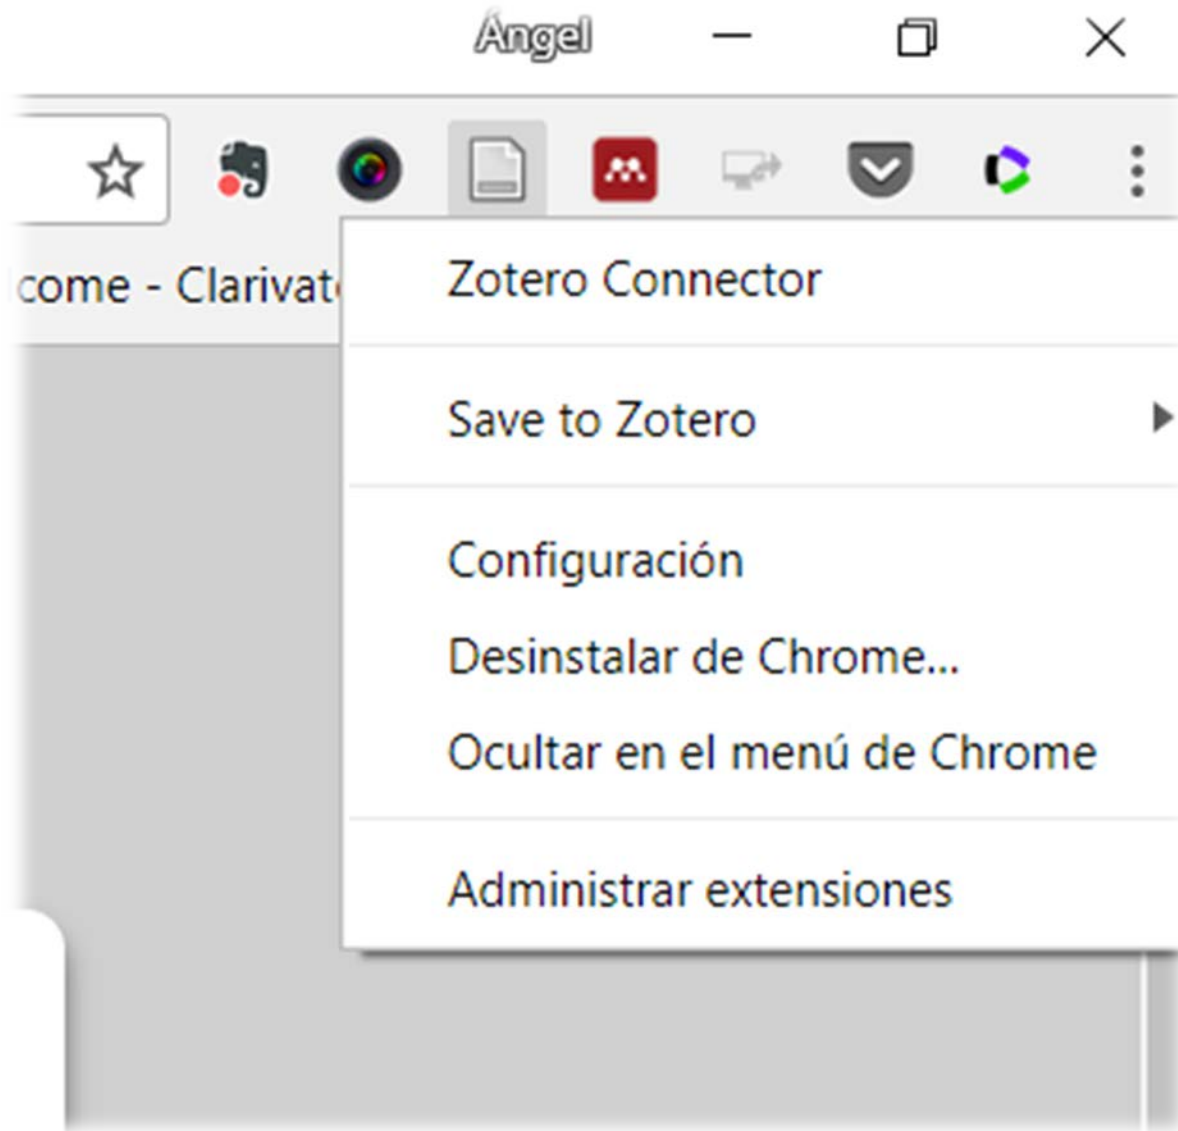 Ángel
come - Clarivat
Zotero Connector
Save to Zotero
Configuración
Desinstalar de Chrome...
Ocultar en el menú de Chrome
Administrar extensiones